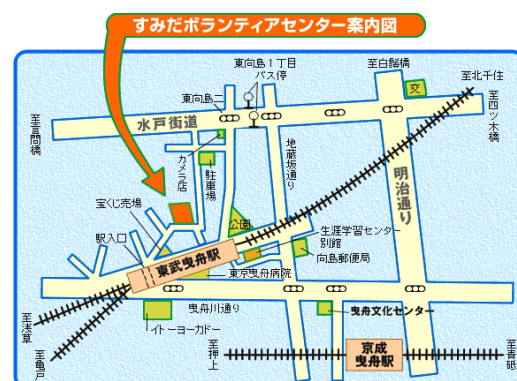 すみだボランティアセンター案内図
東向島1丁目
バス停
至白鬚橋
交
至北千住
東向島二
至四ツ木橋
水戸街道
至言問橋
カメラ店
駐車場
地蔵坂通り
明治通り
宝くじ売場
公園
生涯学習センター
別館
駅入口
東武曳舟駅
向島郵便局
東京曳舟病院
曳舟川通り
イトーヨーカドー
曳舟文化センター
至浅草
至亀戸
至押上
京成
曳舟駅
至青砥